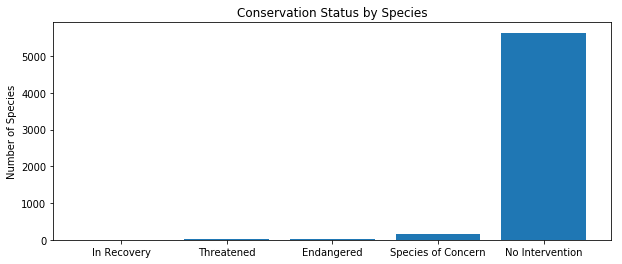 Conservation Status by Species
Number of Species
5000
4000
3000
2000
1000
0
In Recovery
Threatened
Endangered
Species of Concern
No Intervention